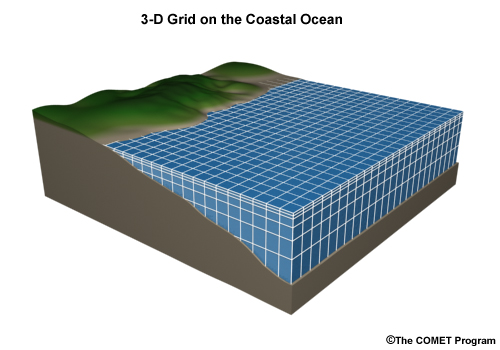 3-D Grid on the Coastal Ocean
©The COMET Program